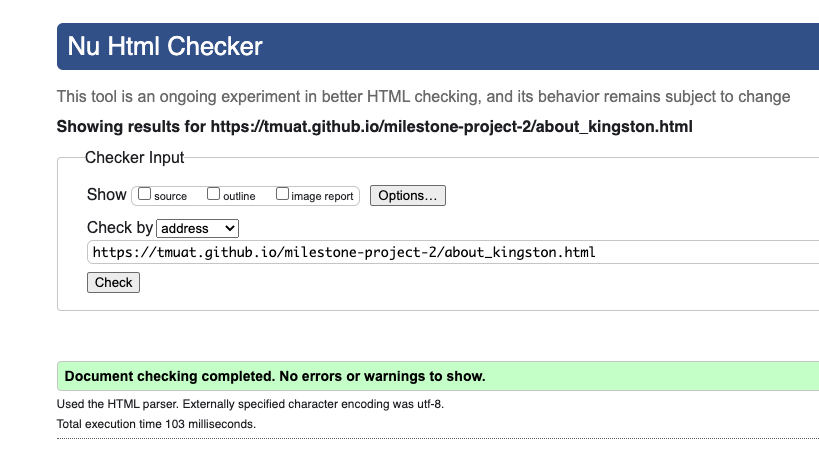 Nu Html Checker
This tool is an ongoing experiment in better HTML checking, and its behavior remains subject to change
Showing results for https://tmuat.github.io/milestone-project-2/about_kingston.html
Checker Input
Show source outline image report Options...
Check by address
https://tmuat.github.io/milestone-project-2/about_kingston.html
Check
Document checking completed. No errors or warnings to show.
Used the HTML parser. Externally specified character encoding was utf-8.
Total execution time 103 milliseconds.